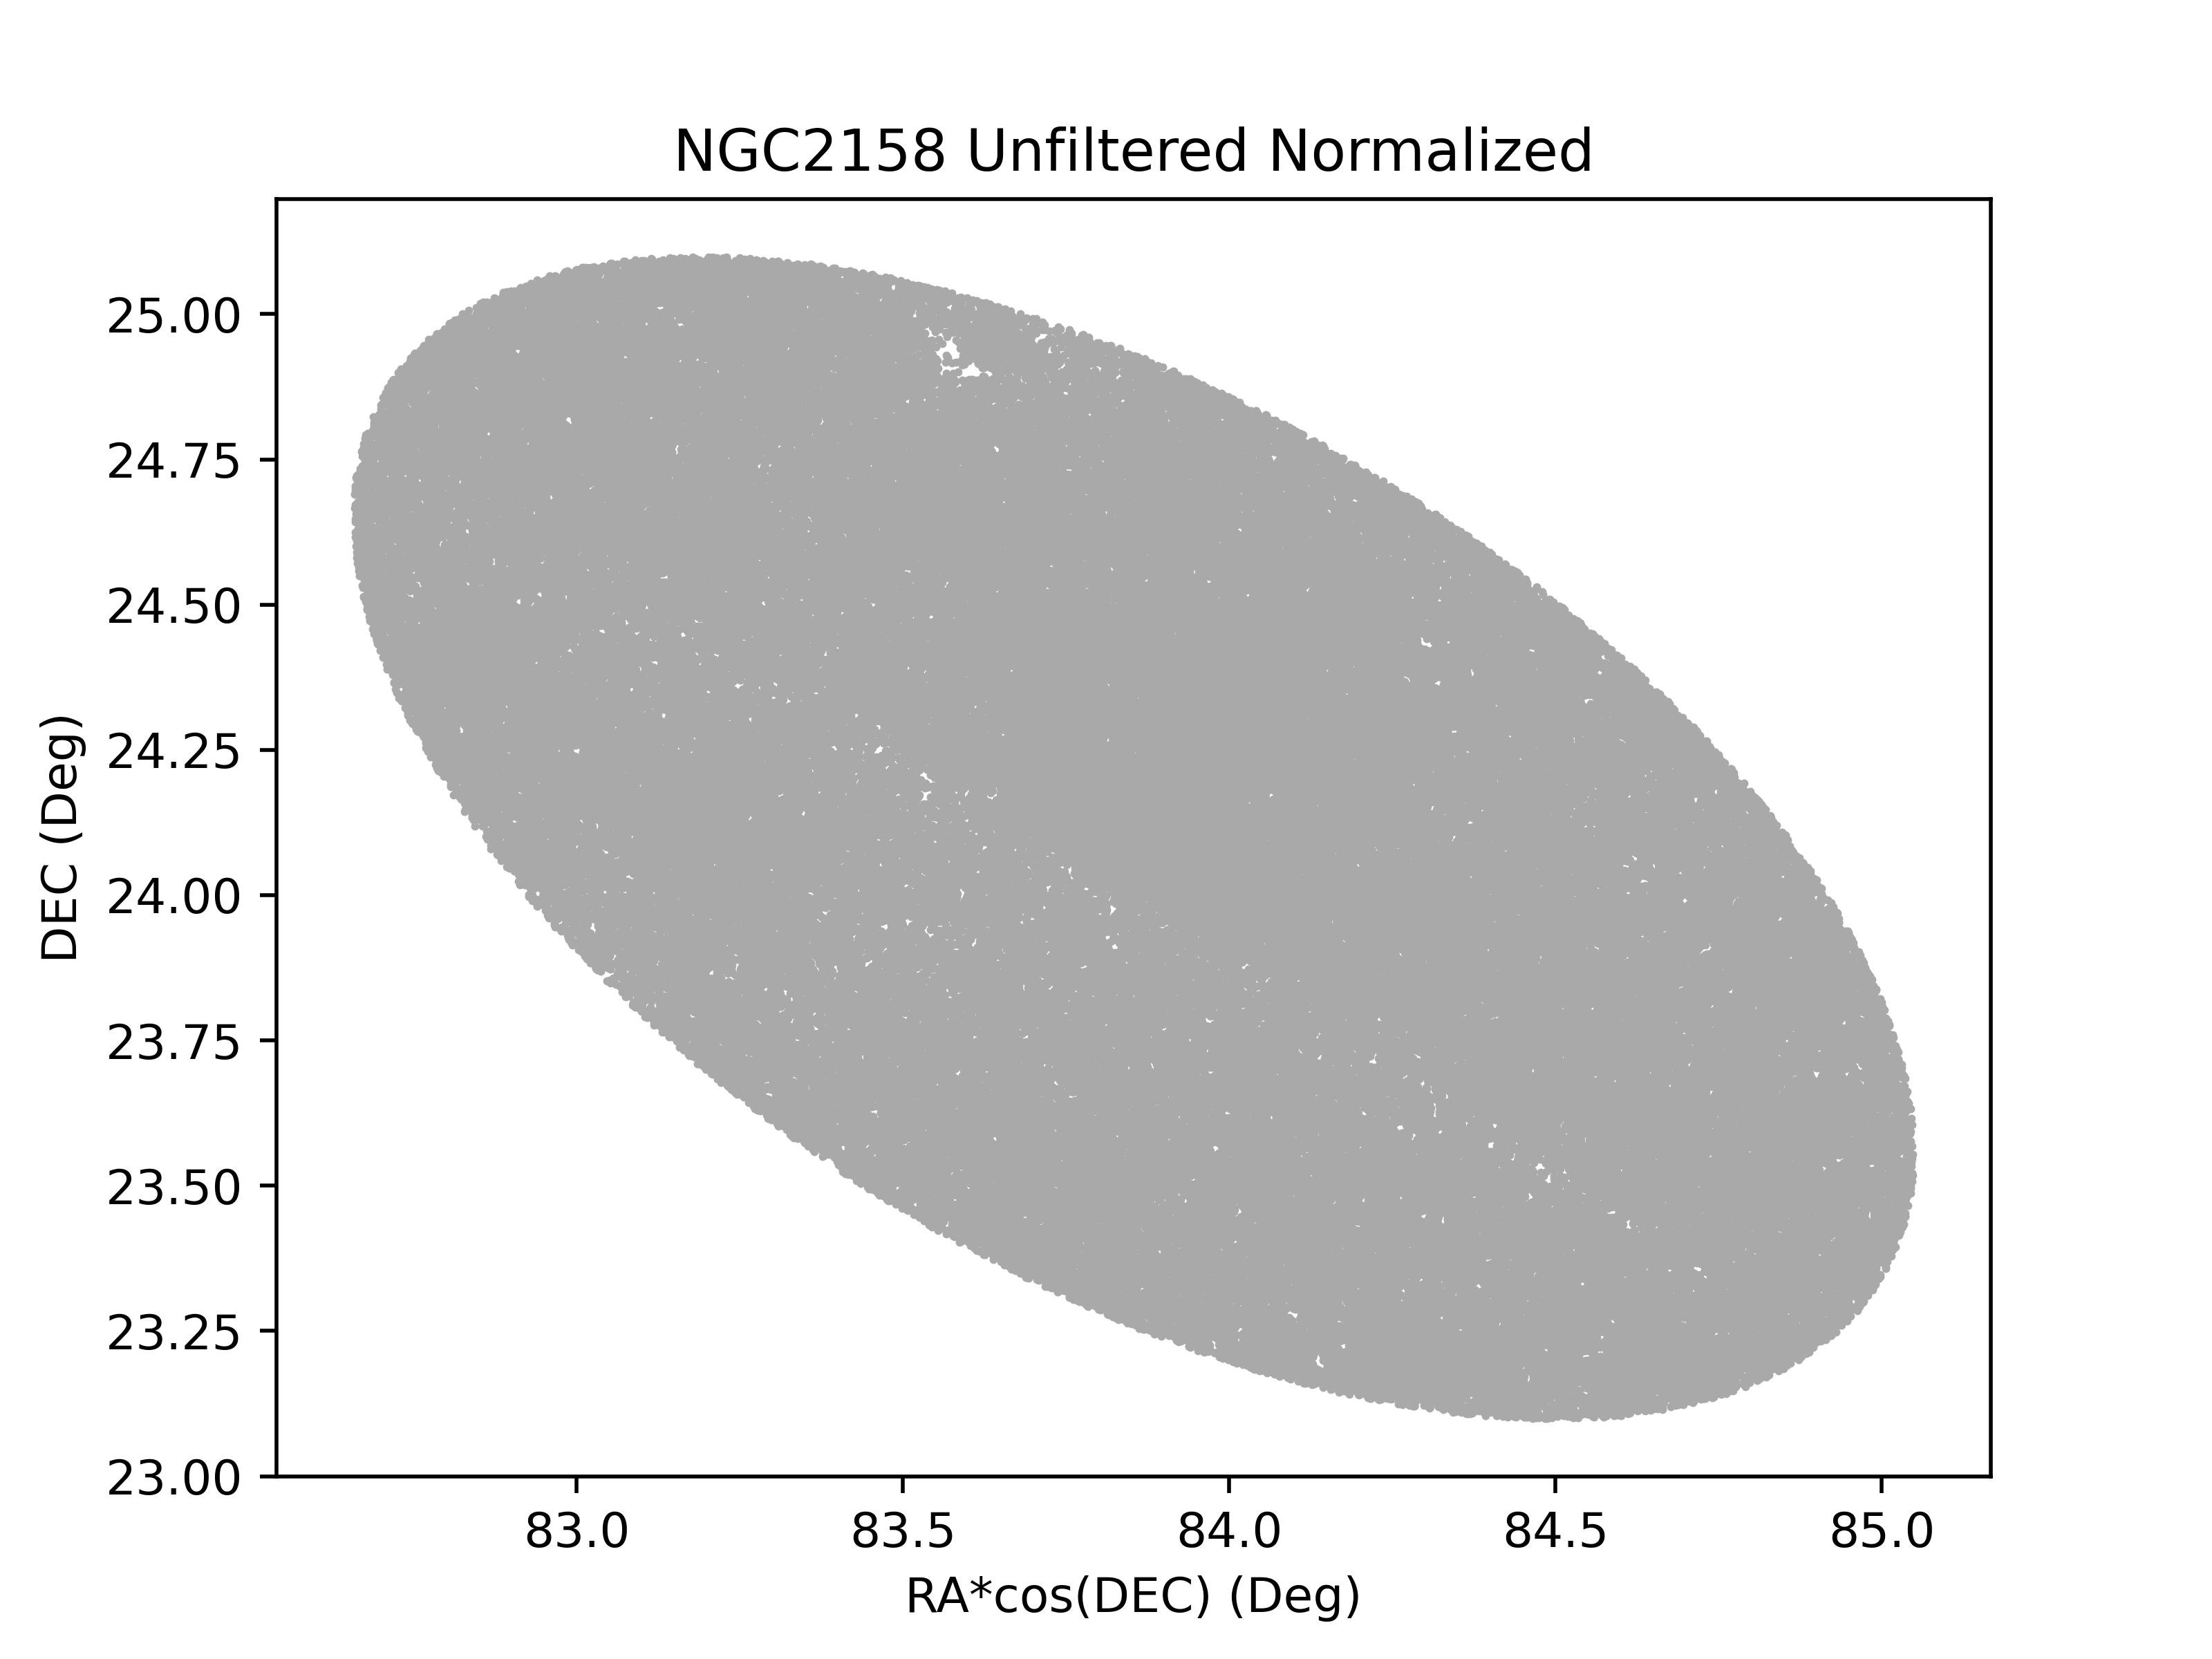 NGC2158 Unfiltered Normalized
25.00
24.75
24.50
24.25
24.00
23.75
23.50
23.25
23.00
DEC (Deg)
83.0 83.5 84.0 84.5 85.0
RA*cos(DEC) (Deg)